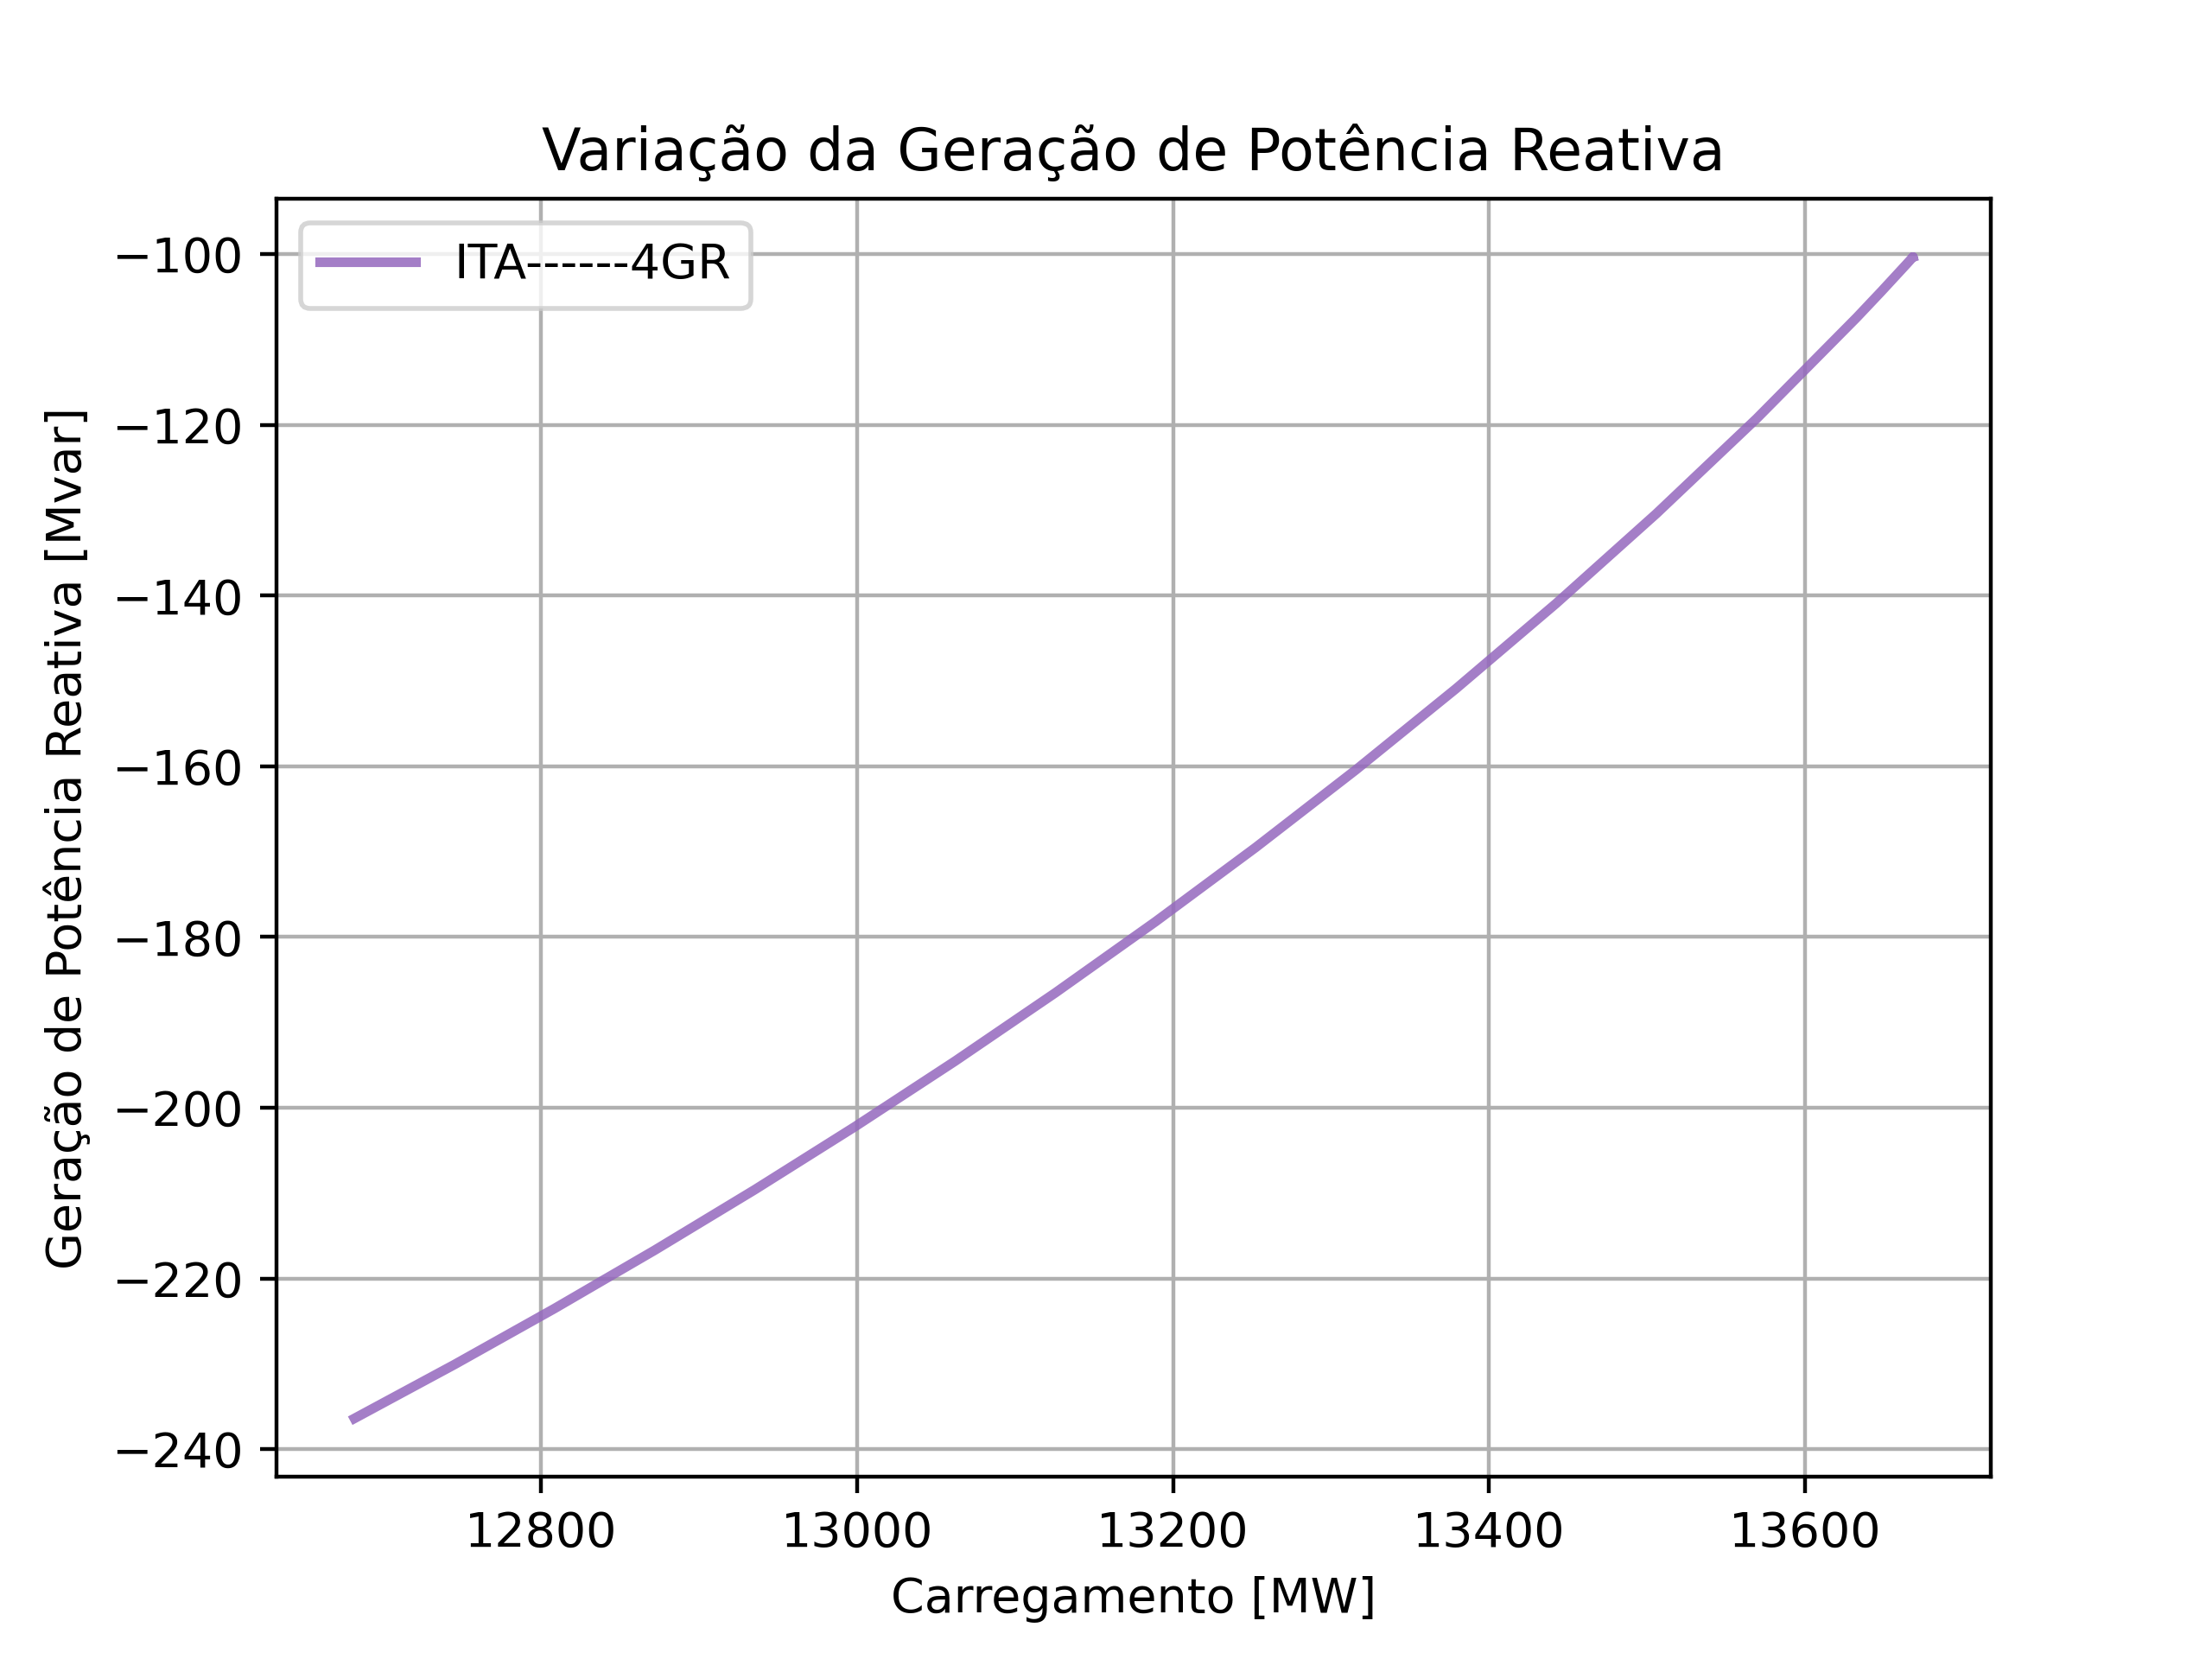 Variação da Geração de Potência Reativa
ITA------4GR
Geração de Potência Reativa [Mvar]
−100
−120
−140
−160
−180
−200
−220
−240
12800 13000 13200 13400 13600
Carregamento [MW]